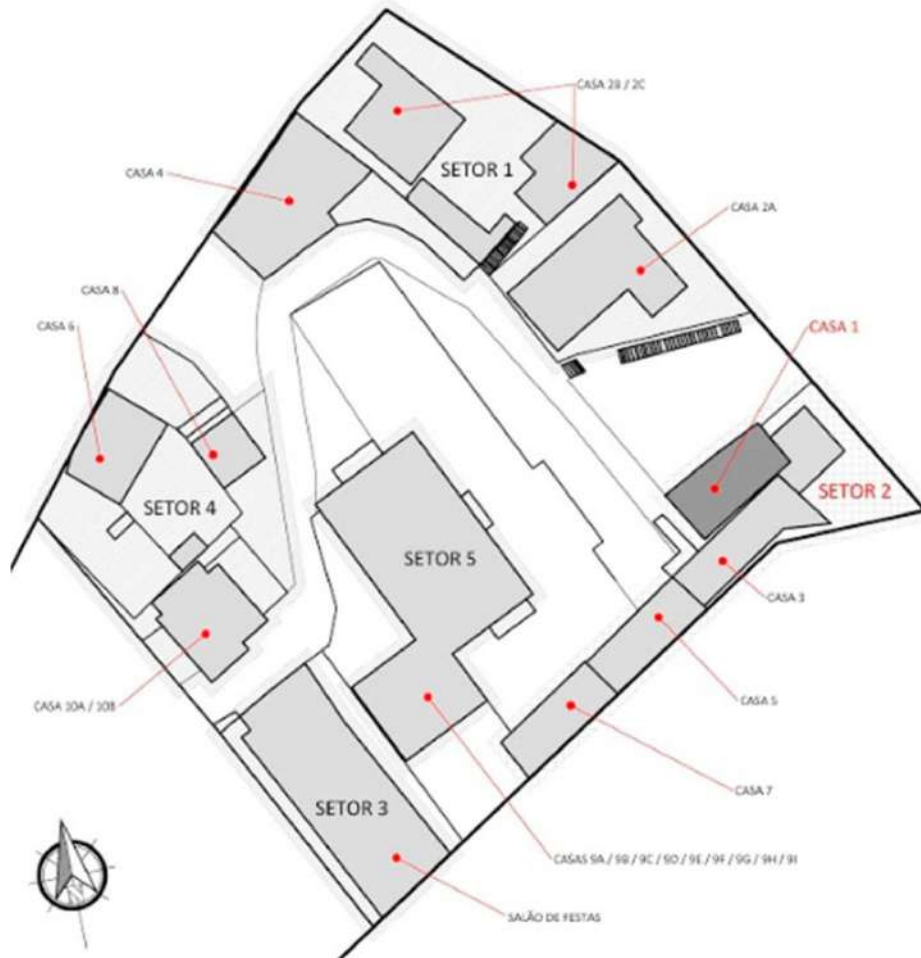 CASA 2B / 2C
SETOR 1
CASA 4
CASA 2A
CASA 8
CASA 6
CASA 1
SETOR 2
SETOR 4
SETOR 5
CASA 3
CASA 10A / 10B
CASA 5
CASA 7
SETOR 3
CASAS 9A / 9B / 9C / 9D / 9E / 9F / 9G / 9H / 9I
SALÃO DE FESTAS
N